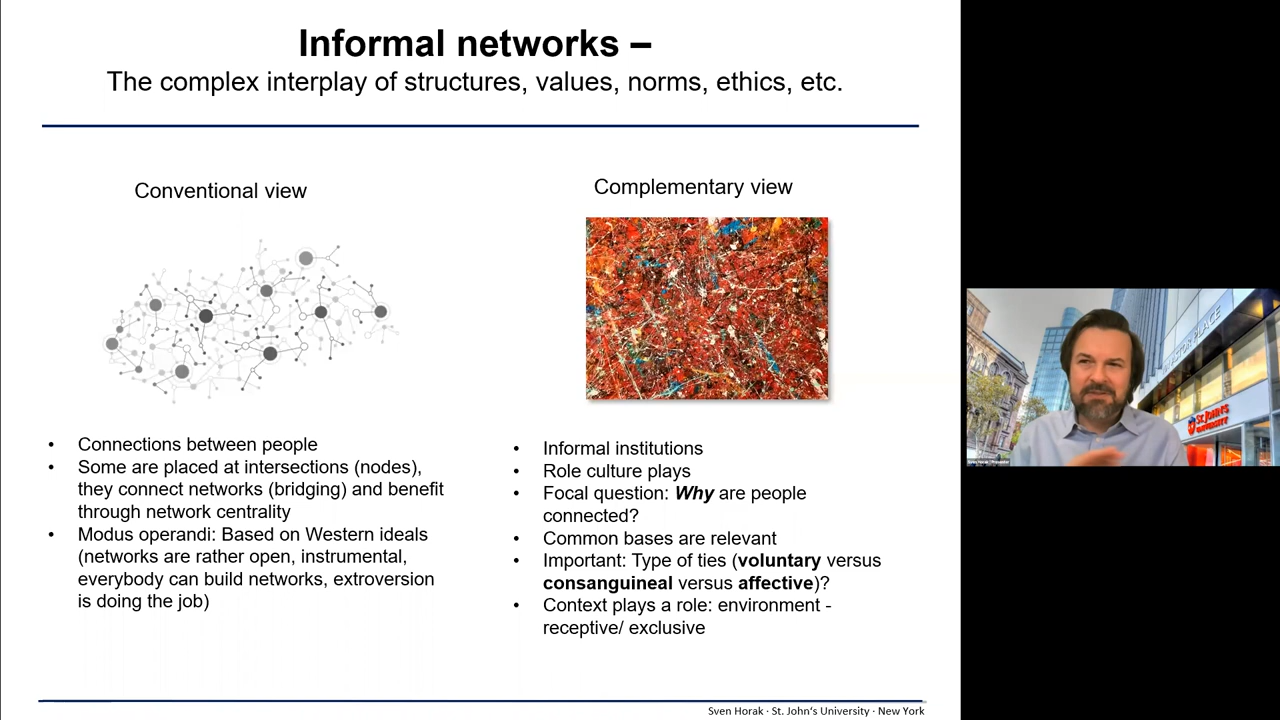 Informal networks –
The complex interplay of structures, values, norms, ethics, etc.
Conventional view
• Connections between people
• Some are placed at intersections (nodes),
they connect networks (bridging) and benefit
through network centrality
• Modus operandi: Based on Western ideals
(networks are rather open, instrumental,
everybody can build networks, extroversion
is doing the job)
Complementary view
• Informal institutions
• Role culture plays
• Focal question: Why are people
connected?
• Common bases are relevant
• Important: Type of ties (voluntary versus
consanguineal versus affective)?
• Context plays a role: environment -
receptive/ exclusive
Sven Horak · St. John's University · New York
PLACE
ST. JOHN'S
UNIVERSITY